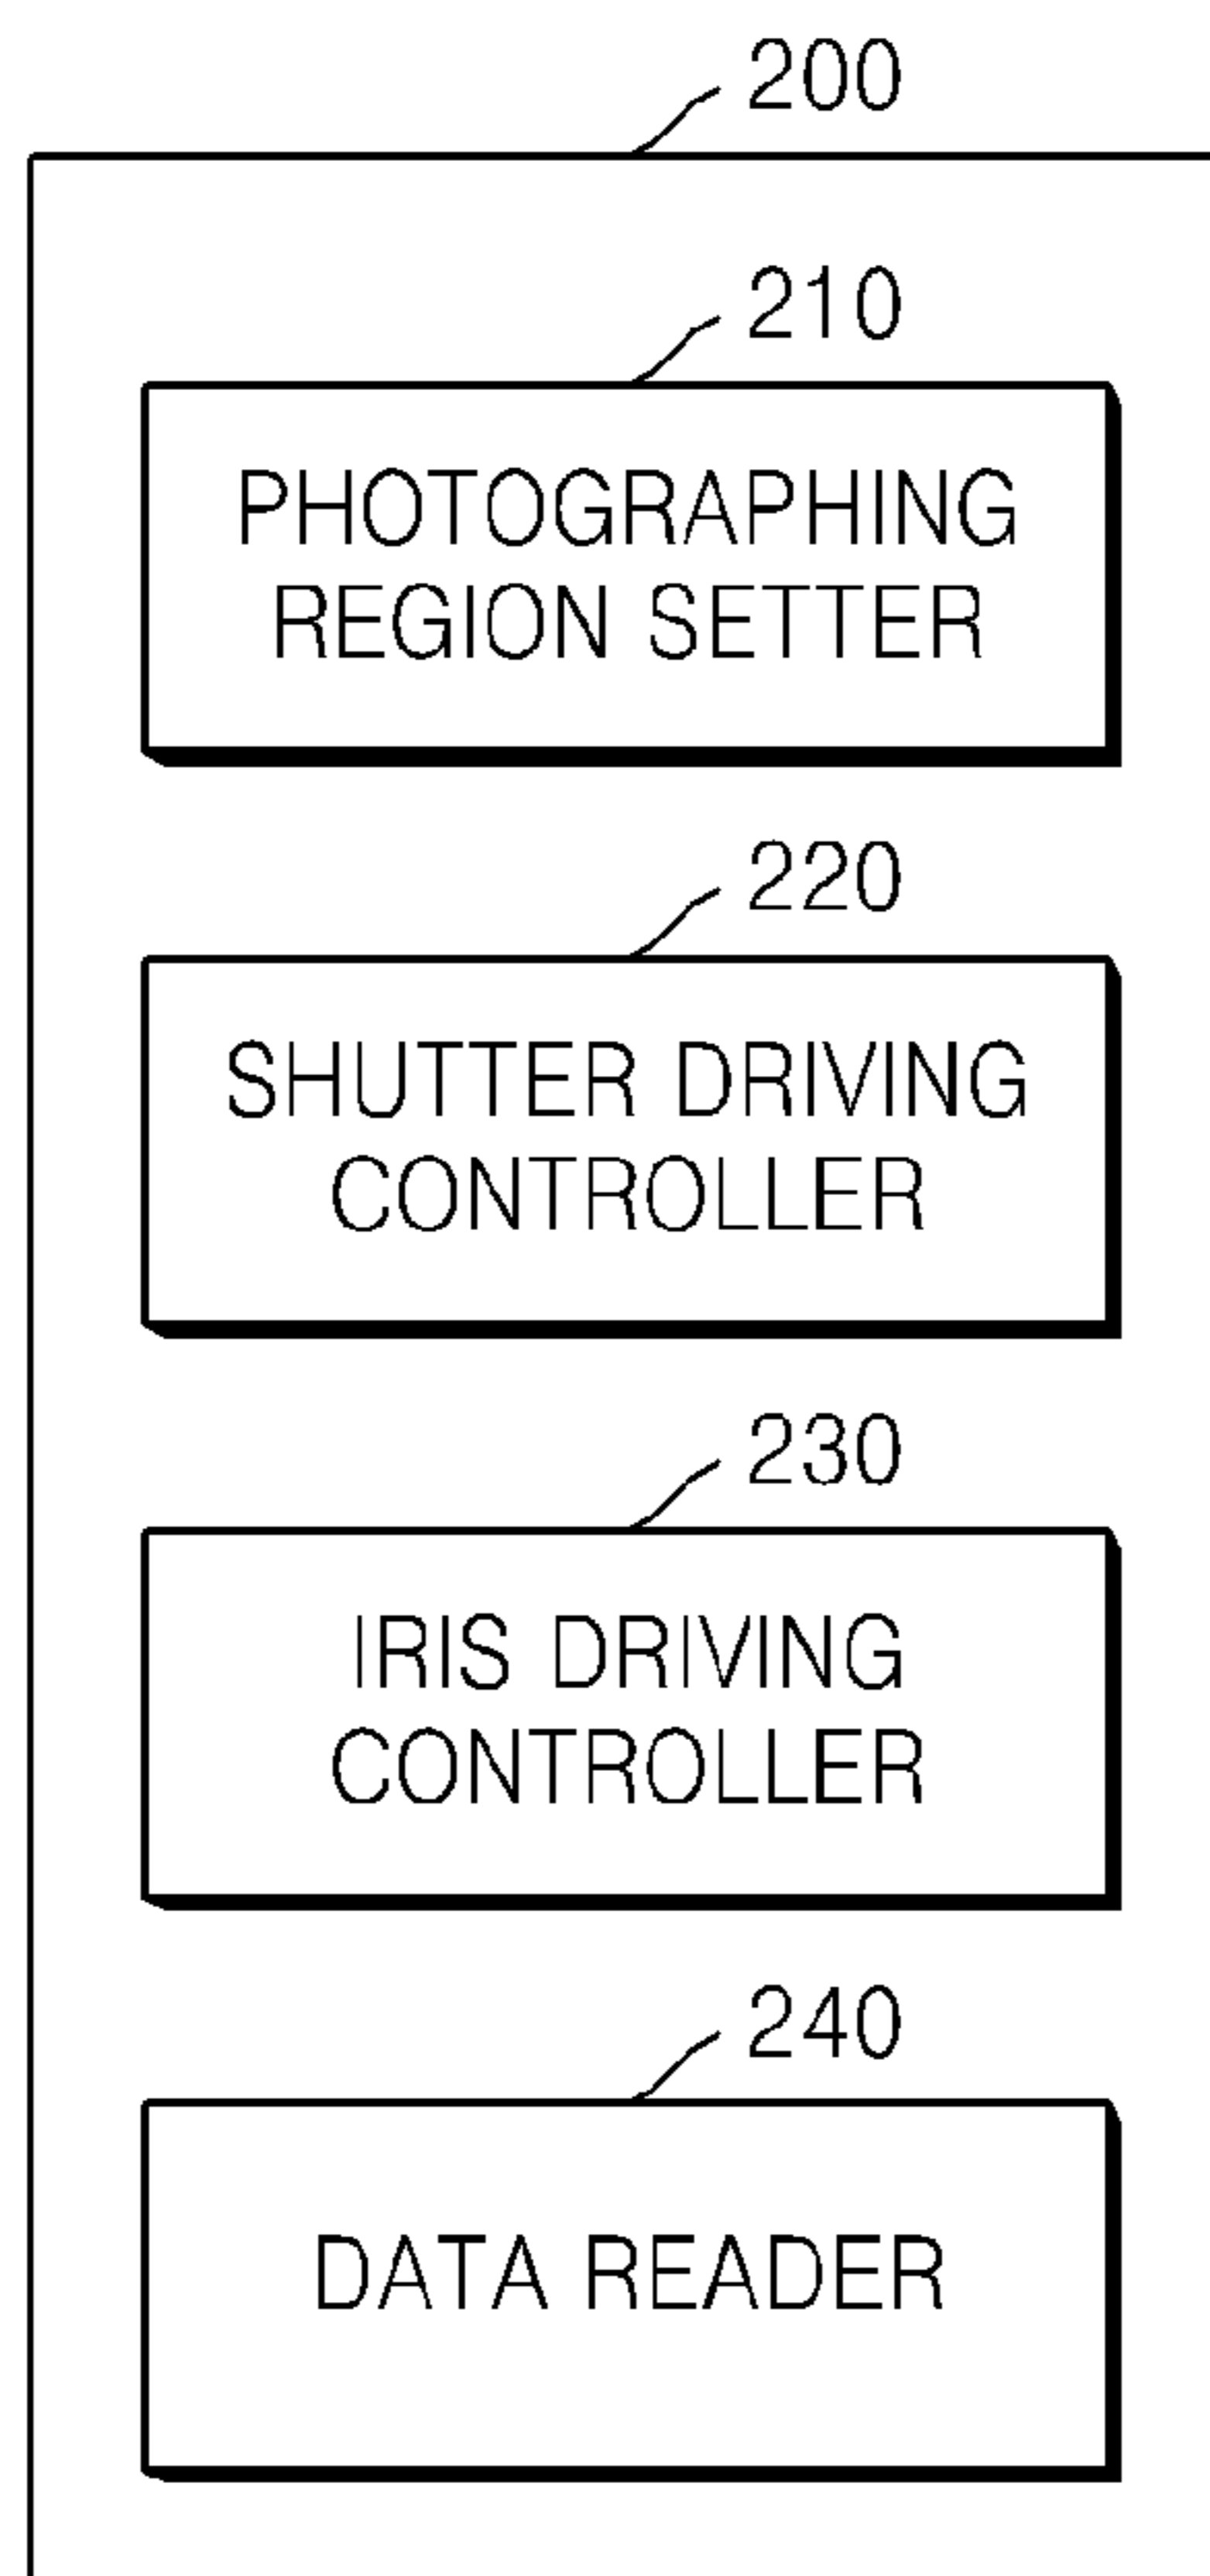 200
210
PHOTOGRAPHING
REGION SETTER
220
SHUTTER DRIVING
CONTROLLER
230
IRIS DRIVING
CONTROLLER
240
DATA READER